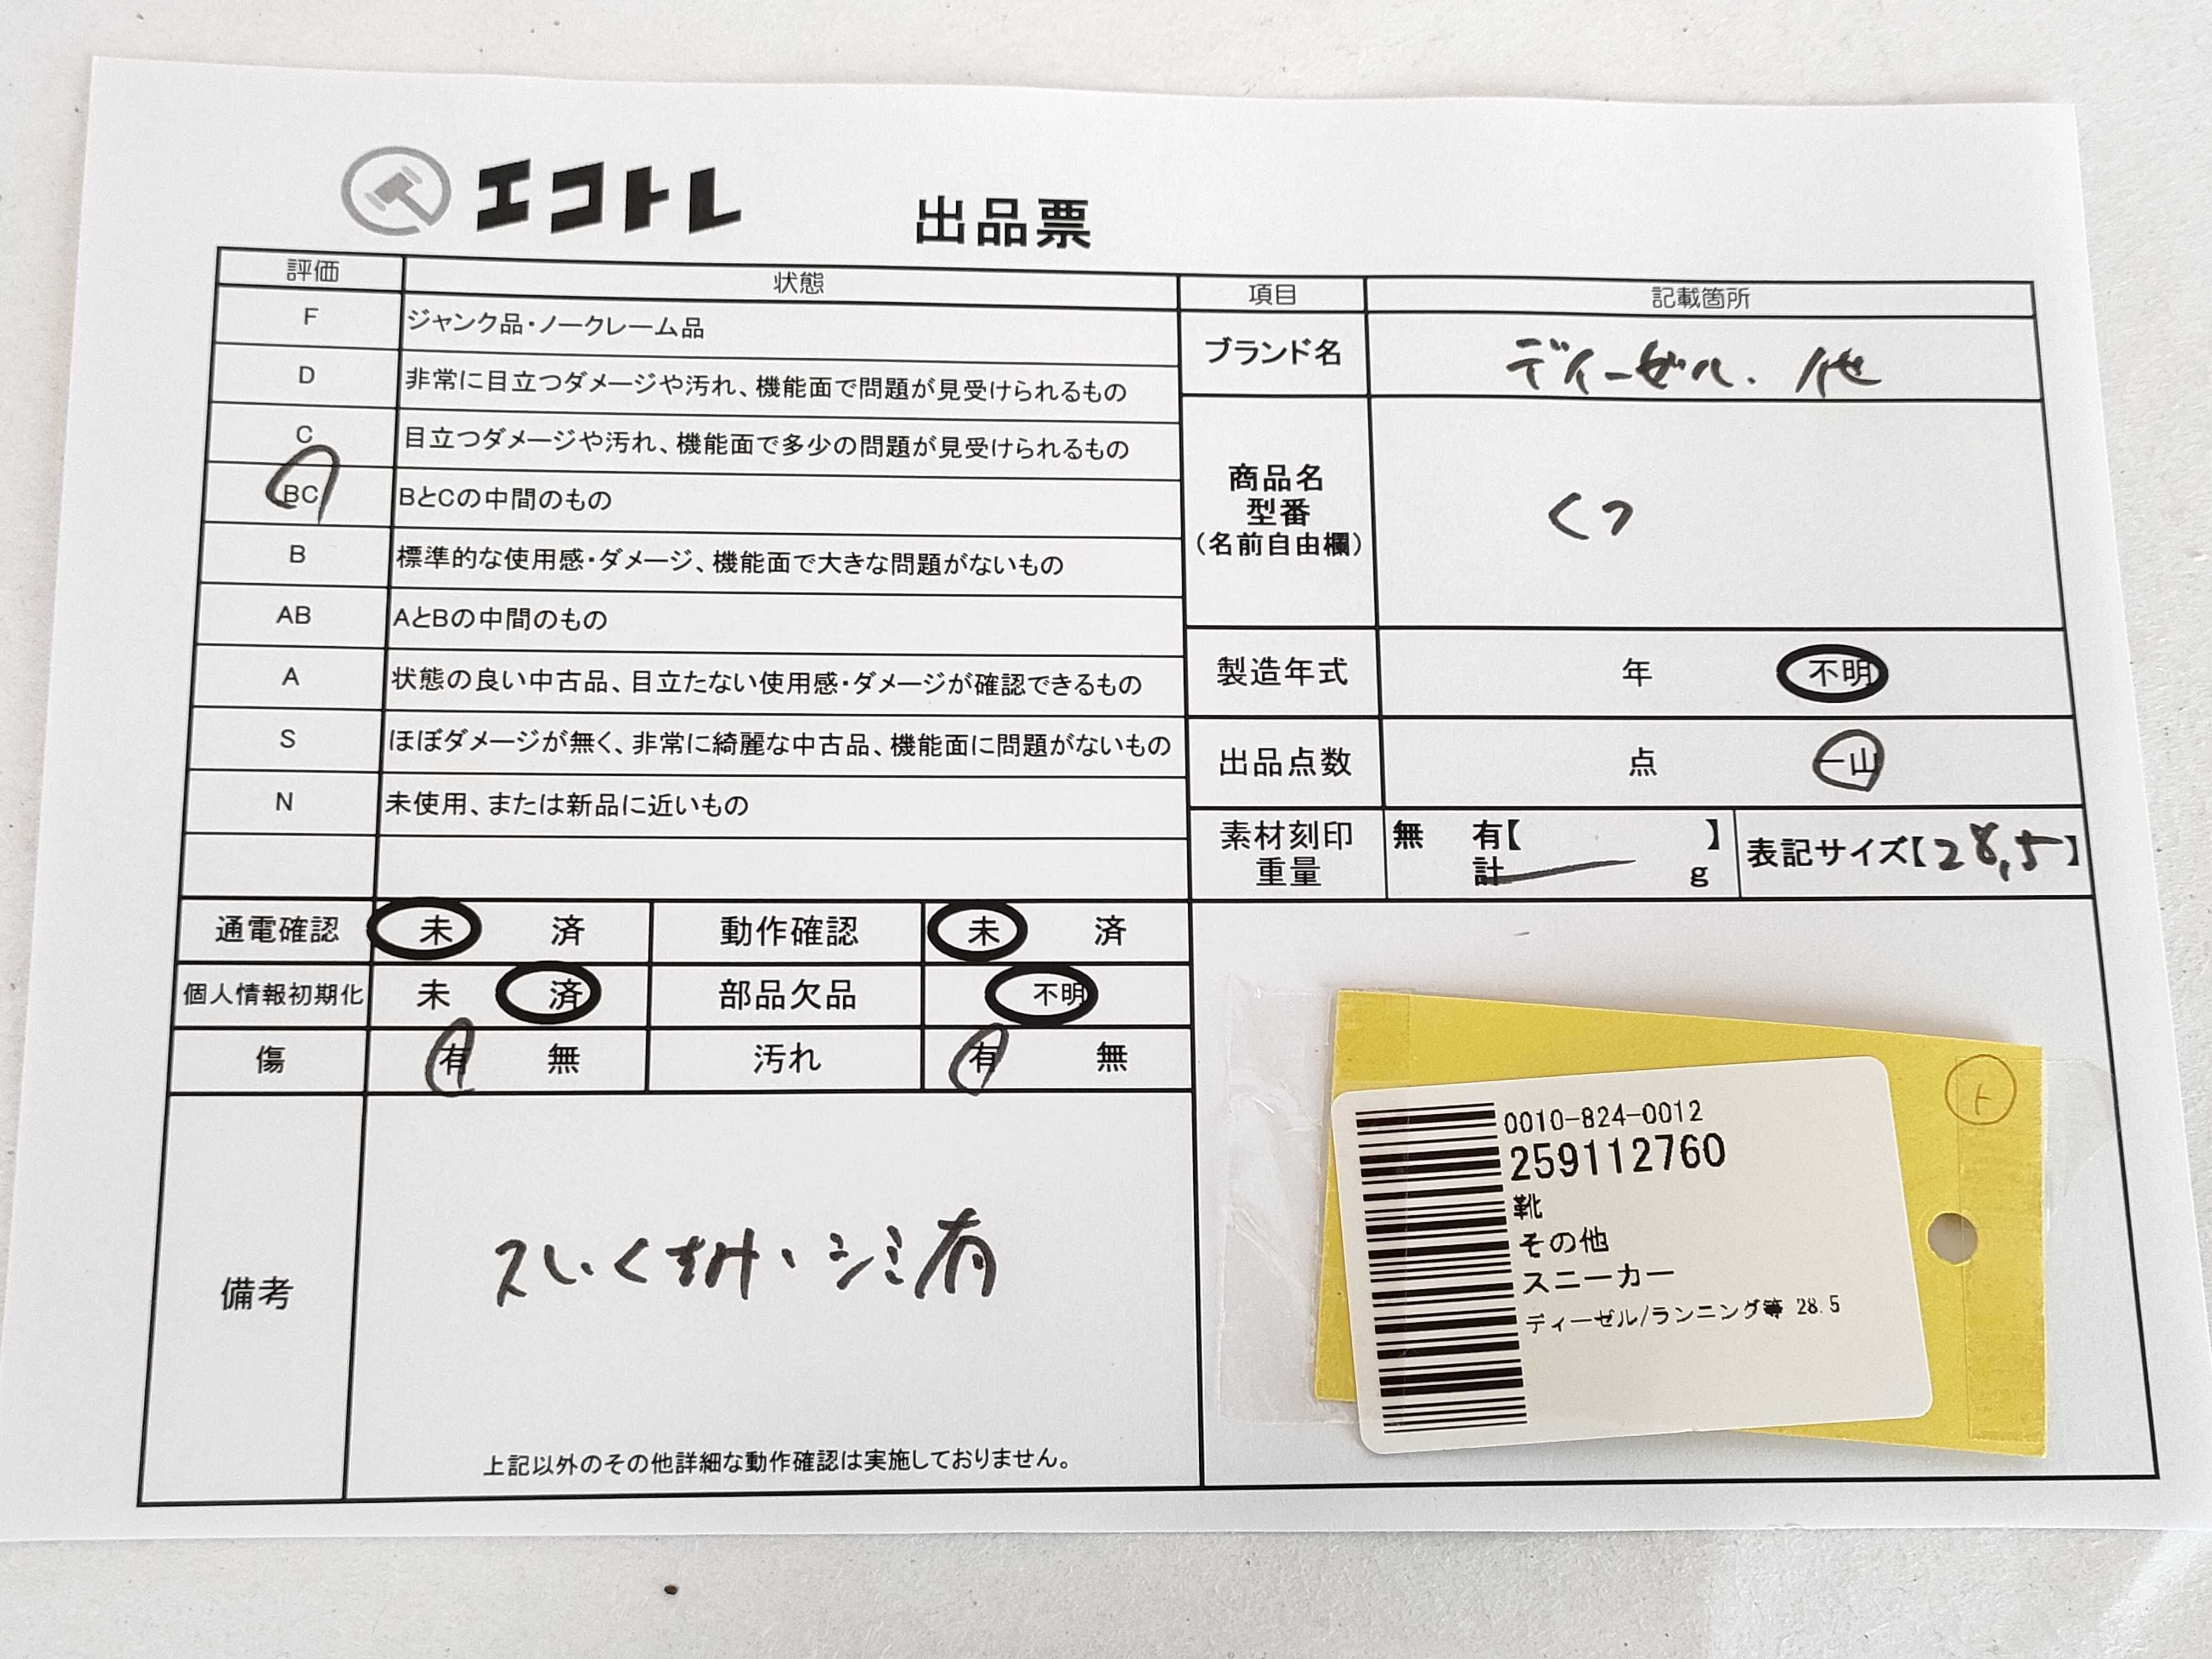 エコトレ
出品票
評価 状態
F ジャンク品・ノークレーム品
D 非常に目立つダメージや汚れ、機能面で問題が見受けられるもの
C 目立つダメージや汚れ、機能面で多少の問題が見受けられるもの
BC BとCの中間のもの
B 標準的な使用感・ダメージ、機能面で大きな問題がないもの
AB AとBの中間のもの
A 状態の良い中古品、目立たない使用感・ダメージが確認できるもの
S ほぼダメージが無く、非常に綺麗な中古品、機能面に問題がないもの
N 未使用、または新品に近いもの
通電確認 未 済 動作確認 未 済
個人情報初期化 未 済 部品欠品 不明
傷 有 無 汚れ 有 無
備考
スレ・くすみ・シミ有
上記以外のその他詳細な動作確認は実施しておりません。
項目 記載箇所
ブランド名 ディーゼル. 他
商品名
型番
(名前自由欄)
くつ
製造年式 年 不明
出品点数 点 一山
素材刻印 無 有【 】
重量 計 g
表記サイズ【28.5】
ト
0010-824-0012
259112760
靴
その他
スニーカー
ディーゼル/ランニング等 28.5